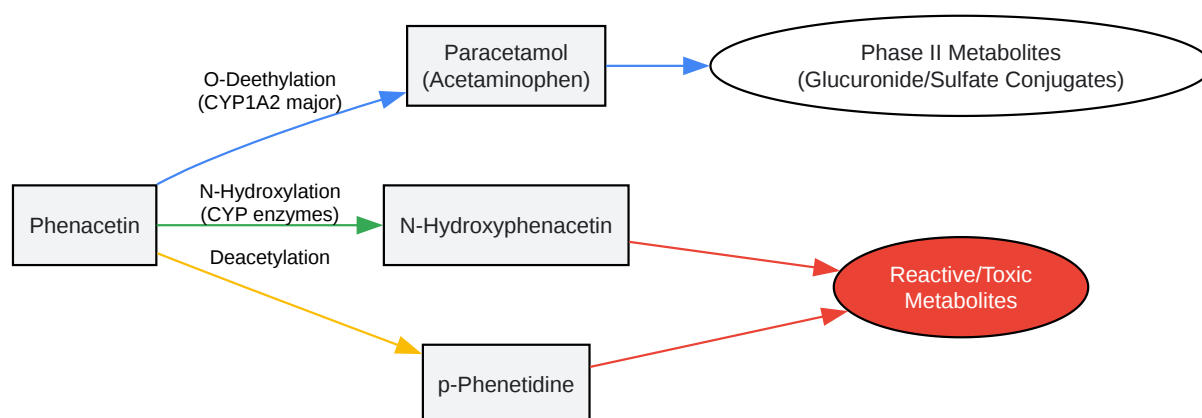 Paracetamol
(Acetaminophen)
Phase II Metabolites
(Glucuronide/Sulfate Conjugates)
O-Deethylation
(CYP1A2 major)
Phenacetin
N-Hydroxylation
(CYP enzymes)
N-Hydroxyphenacetin
Deacetylation
Reactive/Toxic
Metabolites
p-Phenetidine